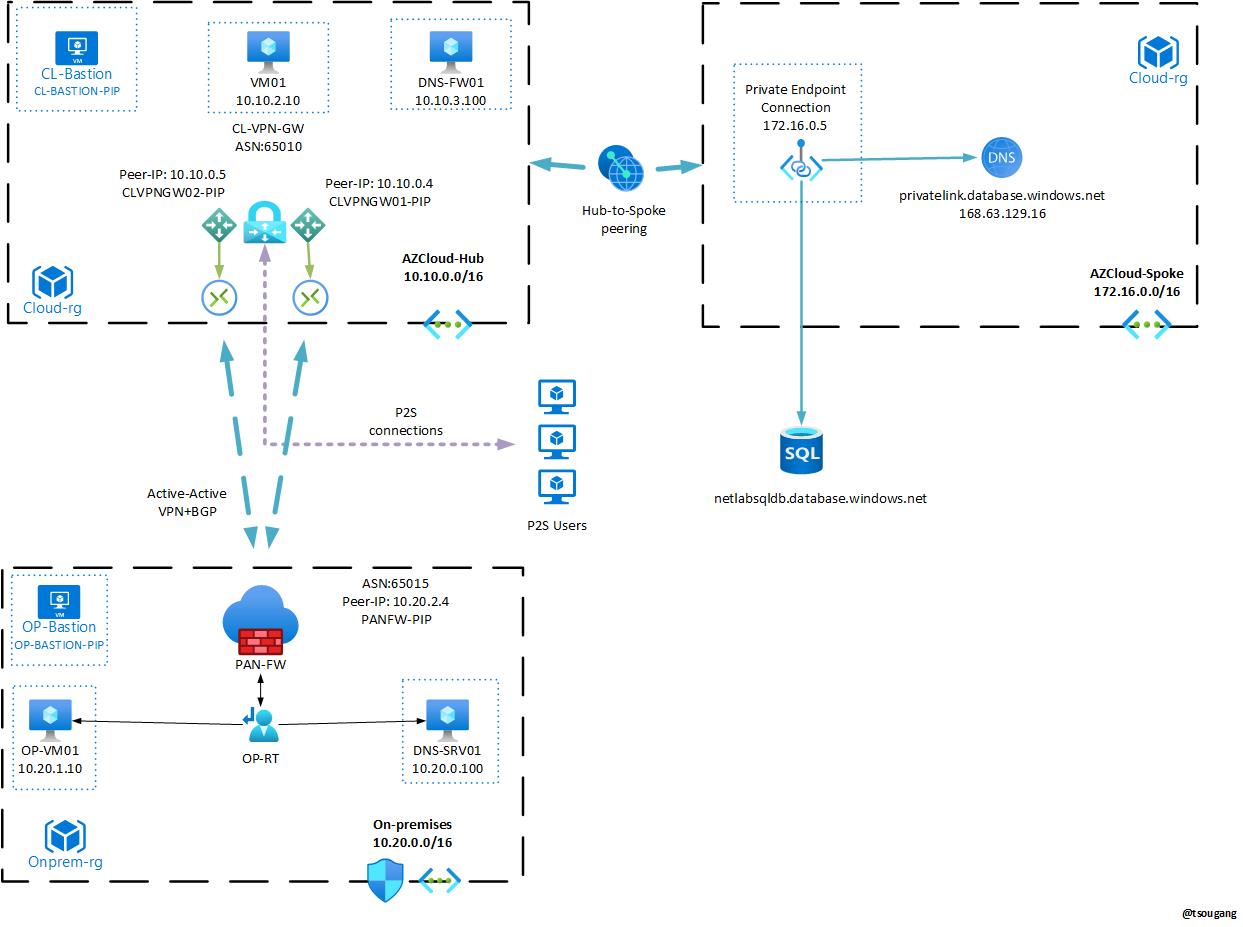 VM
CL-Bastion
CL-BASTION-PIP
VM01
10.10.2.10
DNS-FW01
10.10.3.100
CL-VPN-GW
ASN:65010
Peer-IP: 10.10.0.5
CLVPNGW02-PIP
Peer-IP: 10.10.0.4
CLVPNGW01-PIP
AZCloud-Hub
10.10.0.0/16
Cloud-rg
Hub-to-Spoke
peering
Cloud-rg
Private Endpoint
Connection
172.16.0.5
DNS
privatelink.database.windows.net
168.63.129.16
AZCloud-Spoke
172.16.0.0/16
P2S
connections
P2S Users
SQL
netlabsqldb.database.windows.net
Active-Active
VPN+BGP
VM
OP-Bastion
OP-BASTION-PIP
ASN:65015
Peer-IP: 10.20.2.4
PANFW-PIP
PAN-FW
OP-RT
OP-VM01
10.20.1.10
DNS-SRV01
10.20.0.100
On-premises
10.20.0.0/16
Onprem-rg
@tsougang